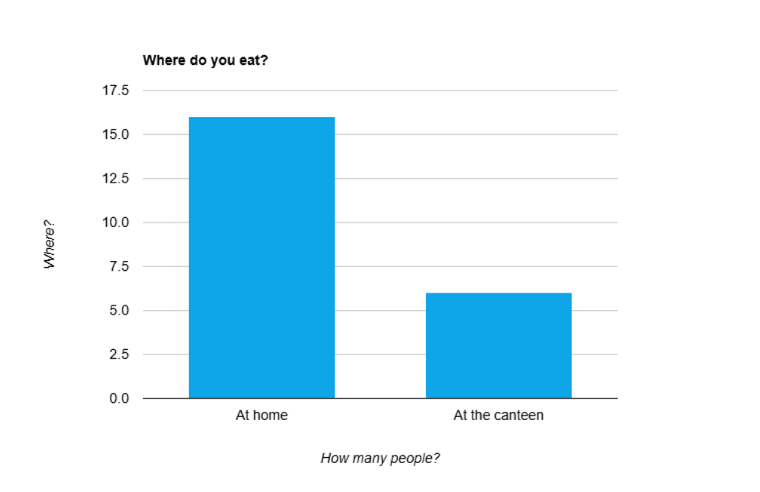 Where do you eat?
17.5
15.0
12.5
10.0
7.5
5.0
2.5
0.0
Where?
At home
At the canteen
How many people?